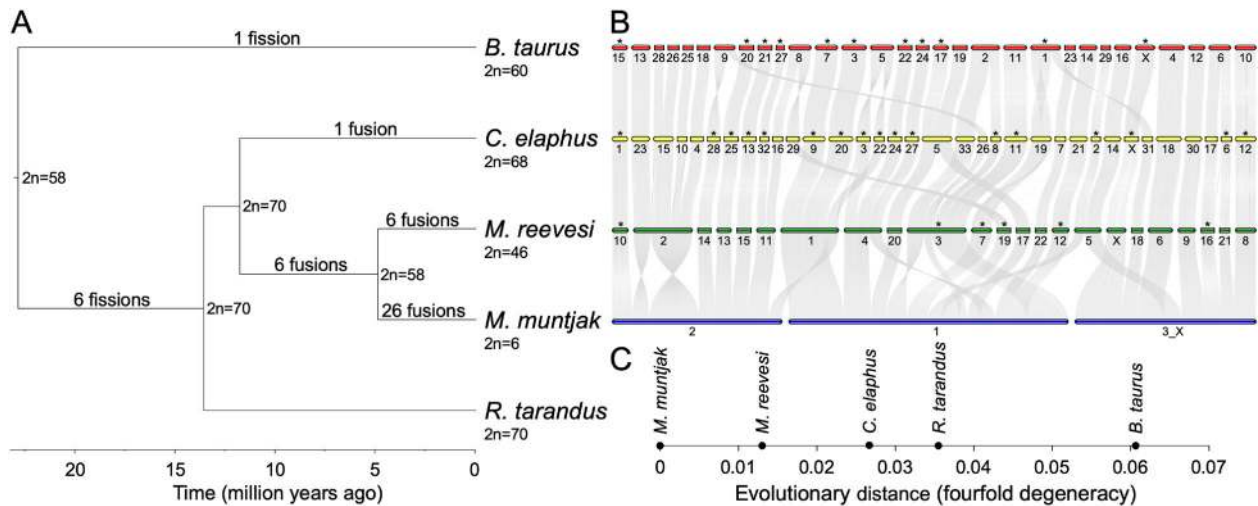 A
1 fission
B. taurus
2n=60
1 fusion
C. elaphus
2n=68
2n=58
2n=70
6 fusions
M. reevesi
2n=46
6 fusions
2n=58
6 fissions
2n=70
26 fusions
M. muntjak
2n=6
R. tarandus
2n=70
20 15 10 5 0
Time (million years ago)
B
* * * * * * * * * * *
15 13 28 26 25 18 9 20 21 27 8 7 3 5 22 24 17 19 2 11 1 23 14 29 16 X 4 12 6 10
* * * * * * * * * * * * * * * * *
1 23 15 10 4 28 25 13 32 16 29 9 20 3 22 24 27 5 33 26 8 11 19 7 21 2 14 X 31 18 30 17 6 12
* * * * * *
10 2 14 13 15 11 1 4 20 3 7 19 17 22 12 5 X 18 6 9 16 21 8
2 1 3_X
C
M. muntjak
M. reevesi
C. elaphus
R. tarandus
B. taurus
0 0.01 0.02 0.03 0.04 0.05 0.06 0.07
Evolutionary distance (fourfold degeneracy)